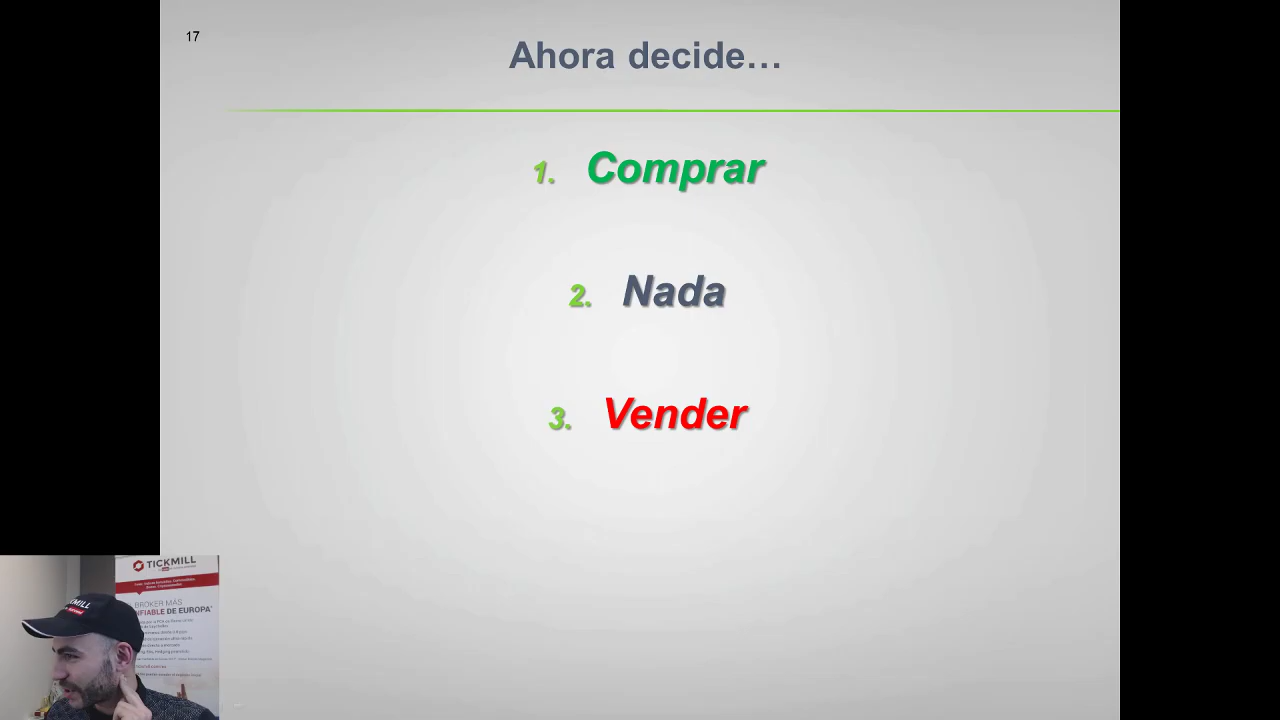 17
Ahora decide…
1. Comprar
2. Nada
3. Vender
TICKMILL
BROKER MÁS
FIABLE DE EUROPA*